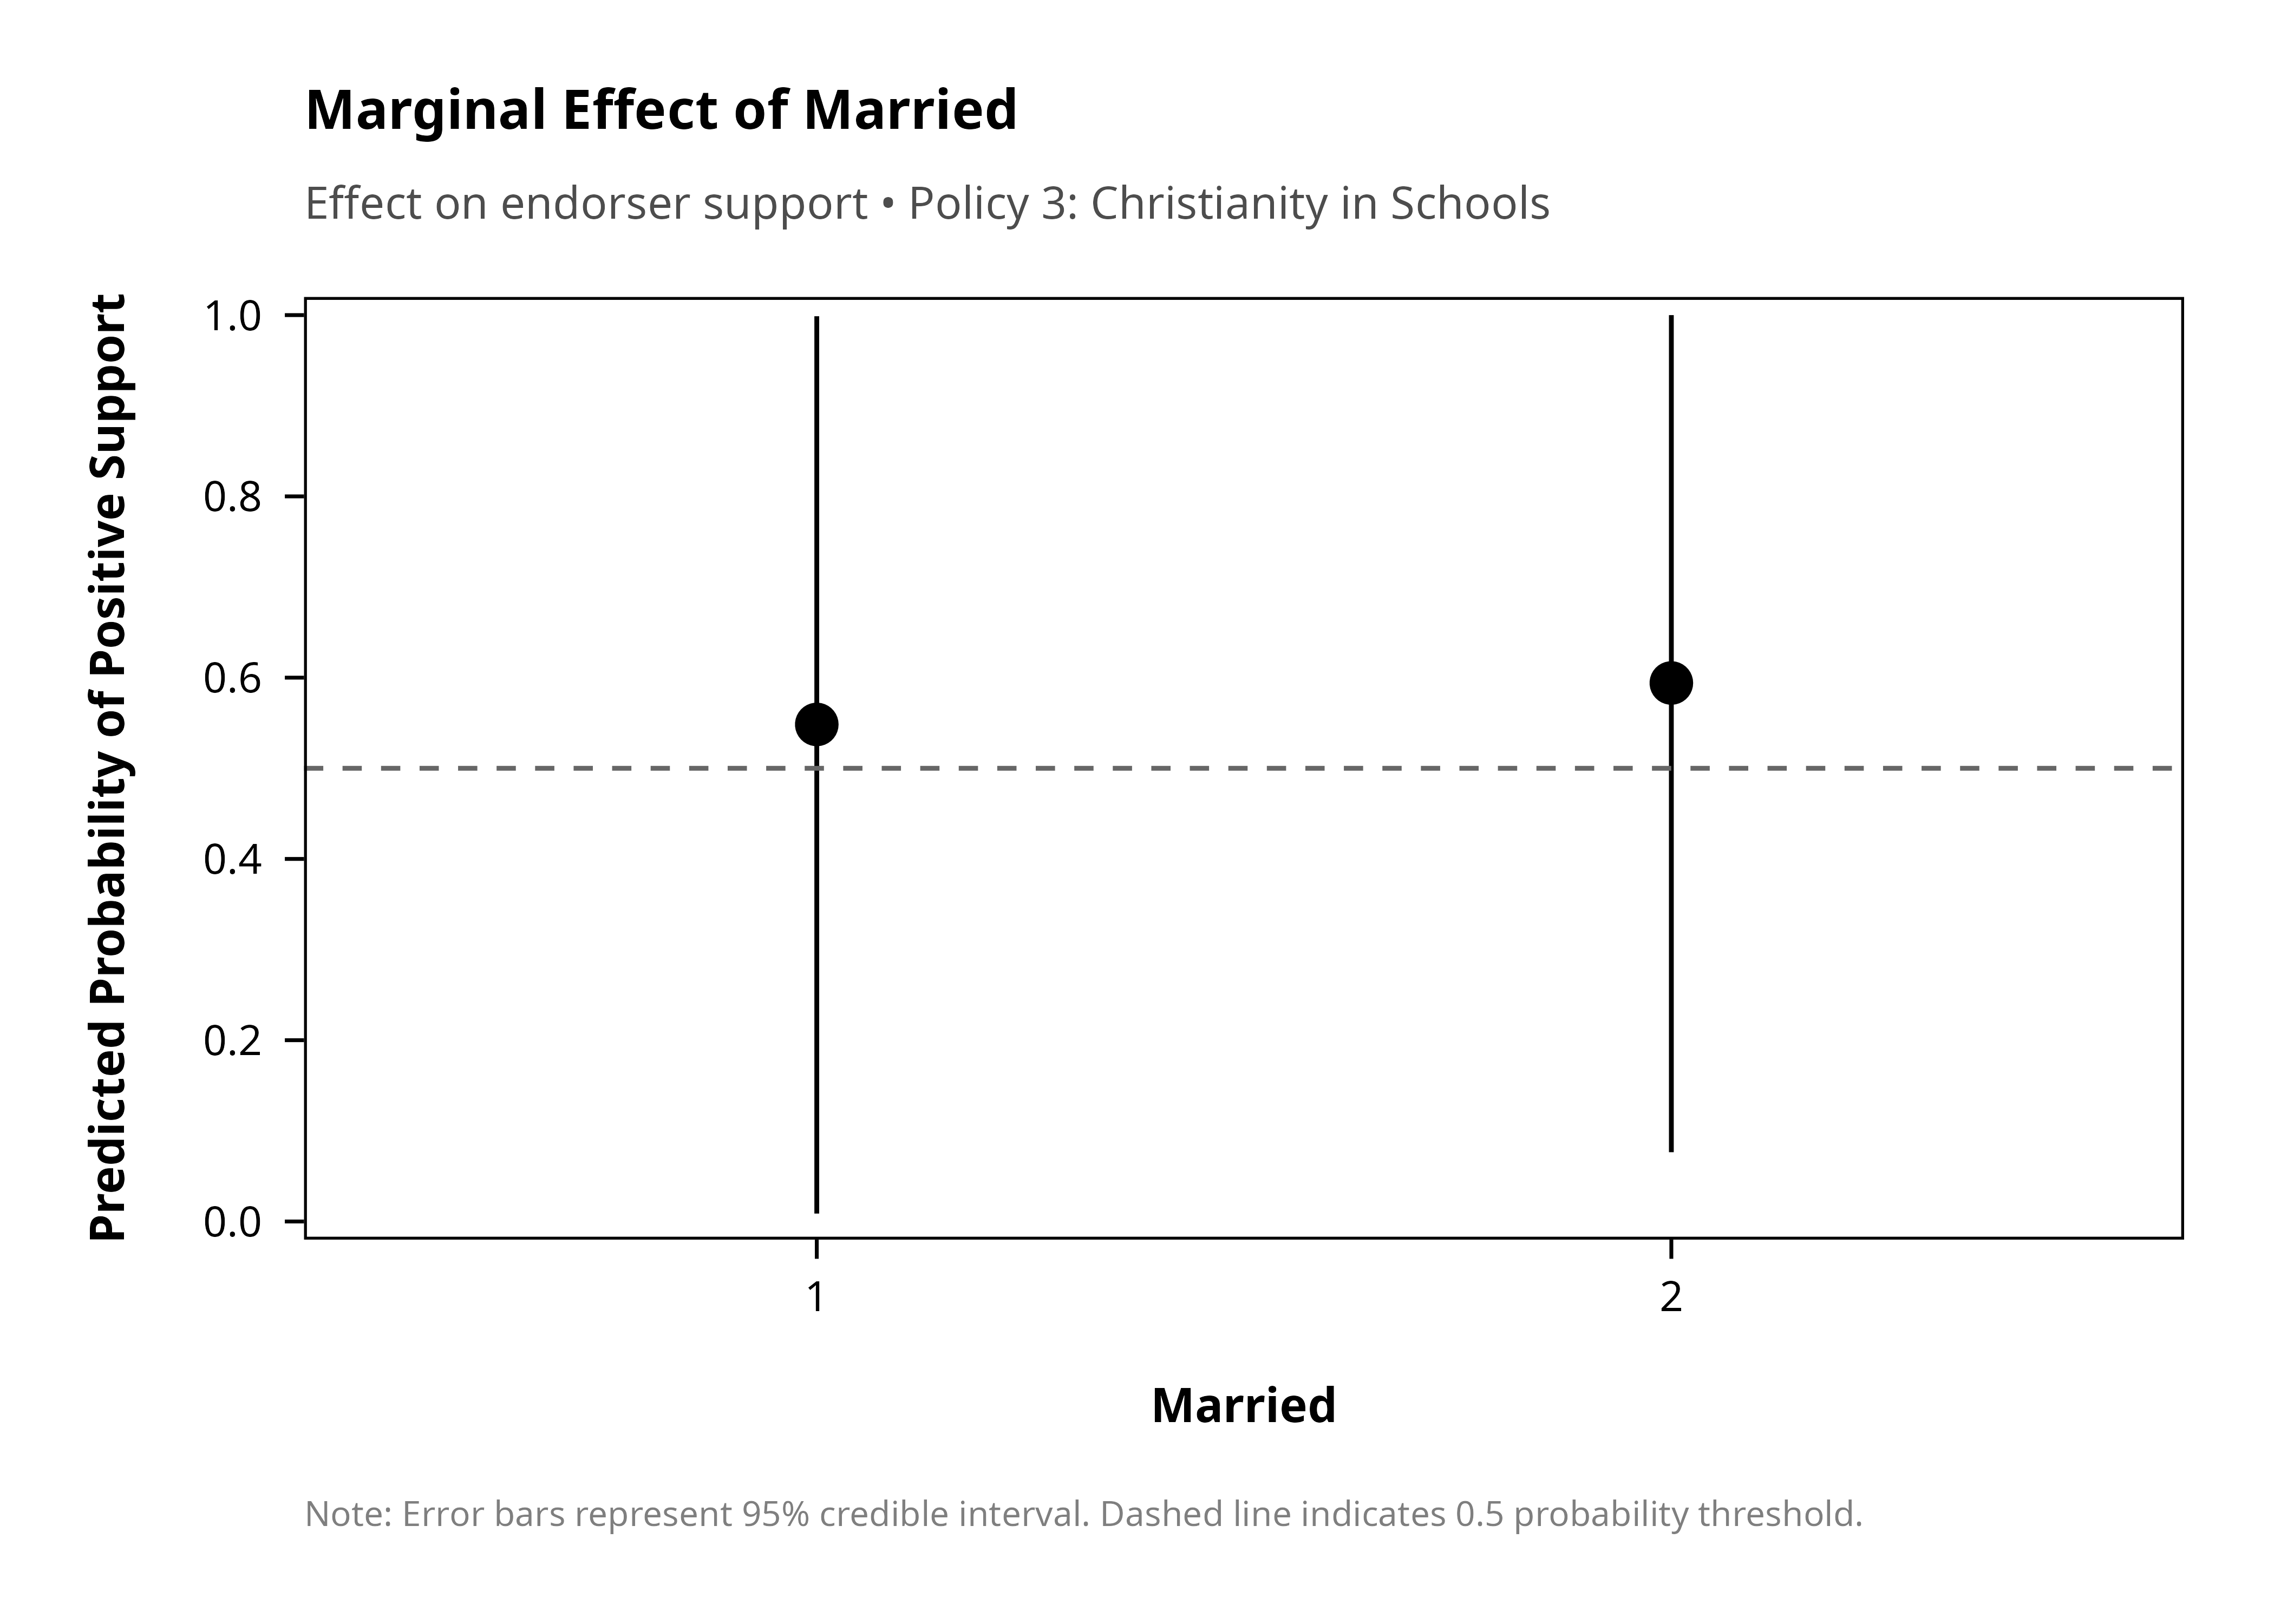 Marginal Effect of Married
Effect on endorser support • Policy 3: Christianity in Schools
Predicted Probability of Positive Support
1.0
0.8
0.6
0.4
0.2
0.0
1
2
Married
Note: Error bars represent 95% credible interval. Dashed line indicates 0.5 probability threshold.